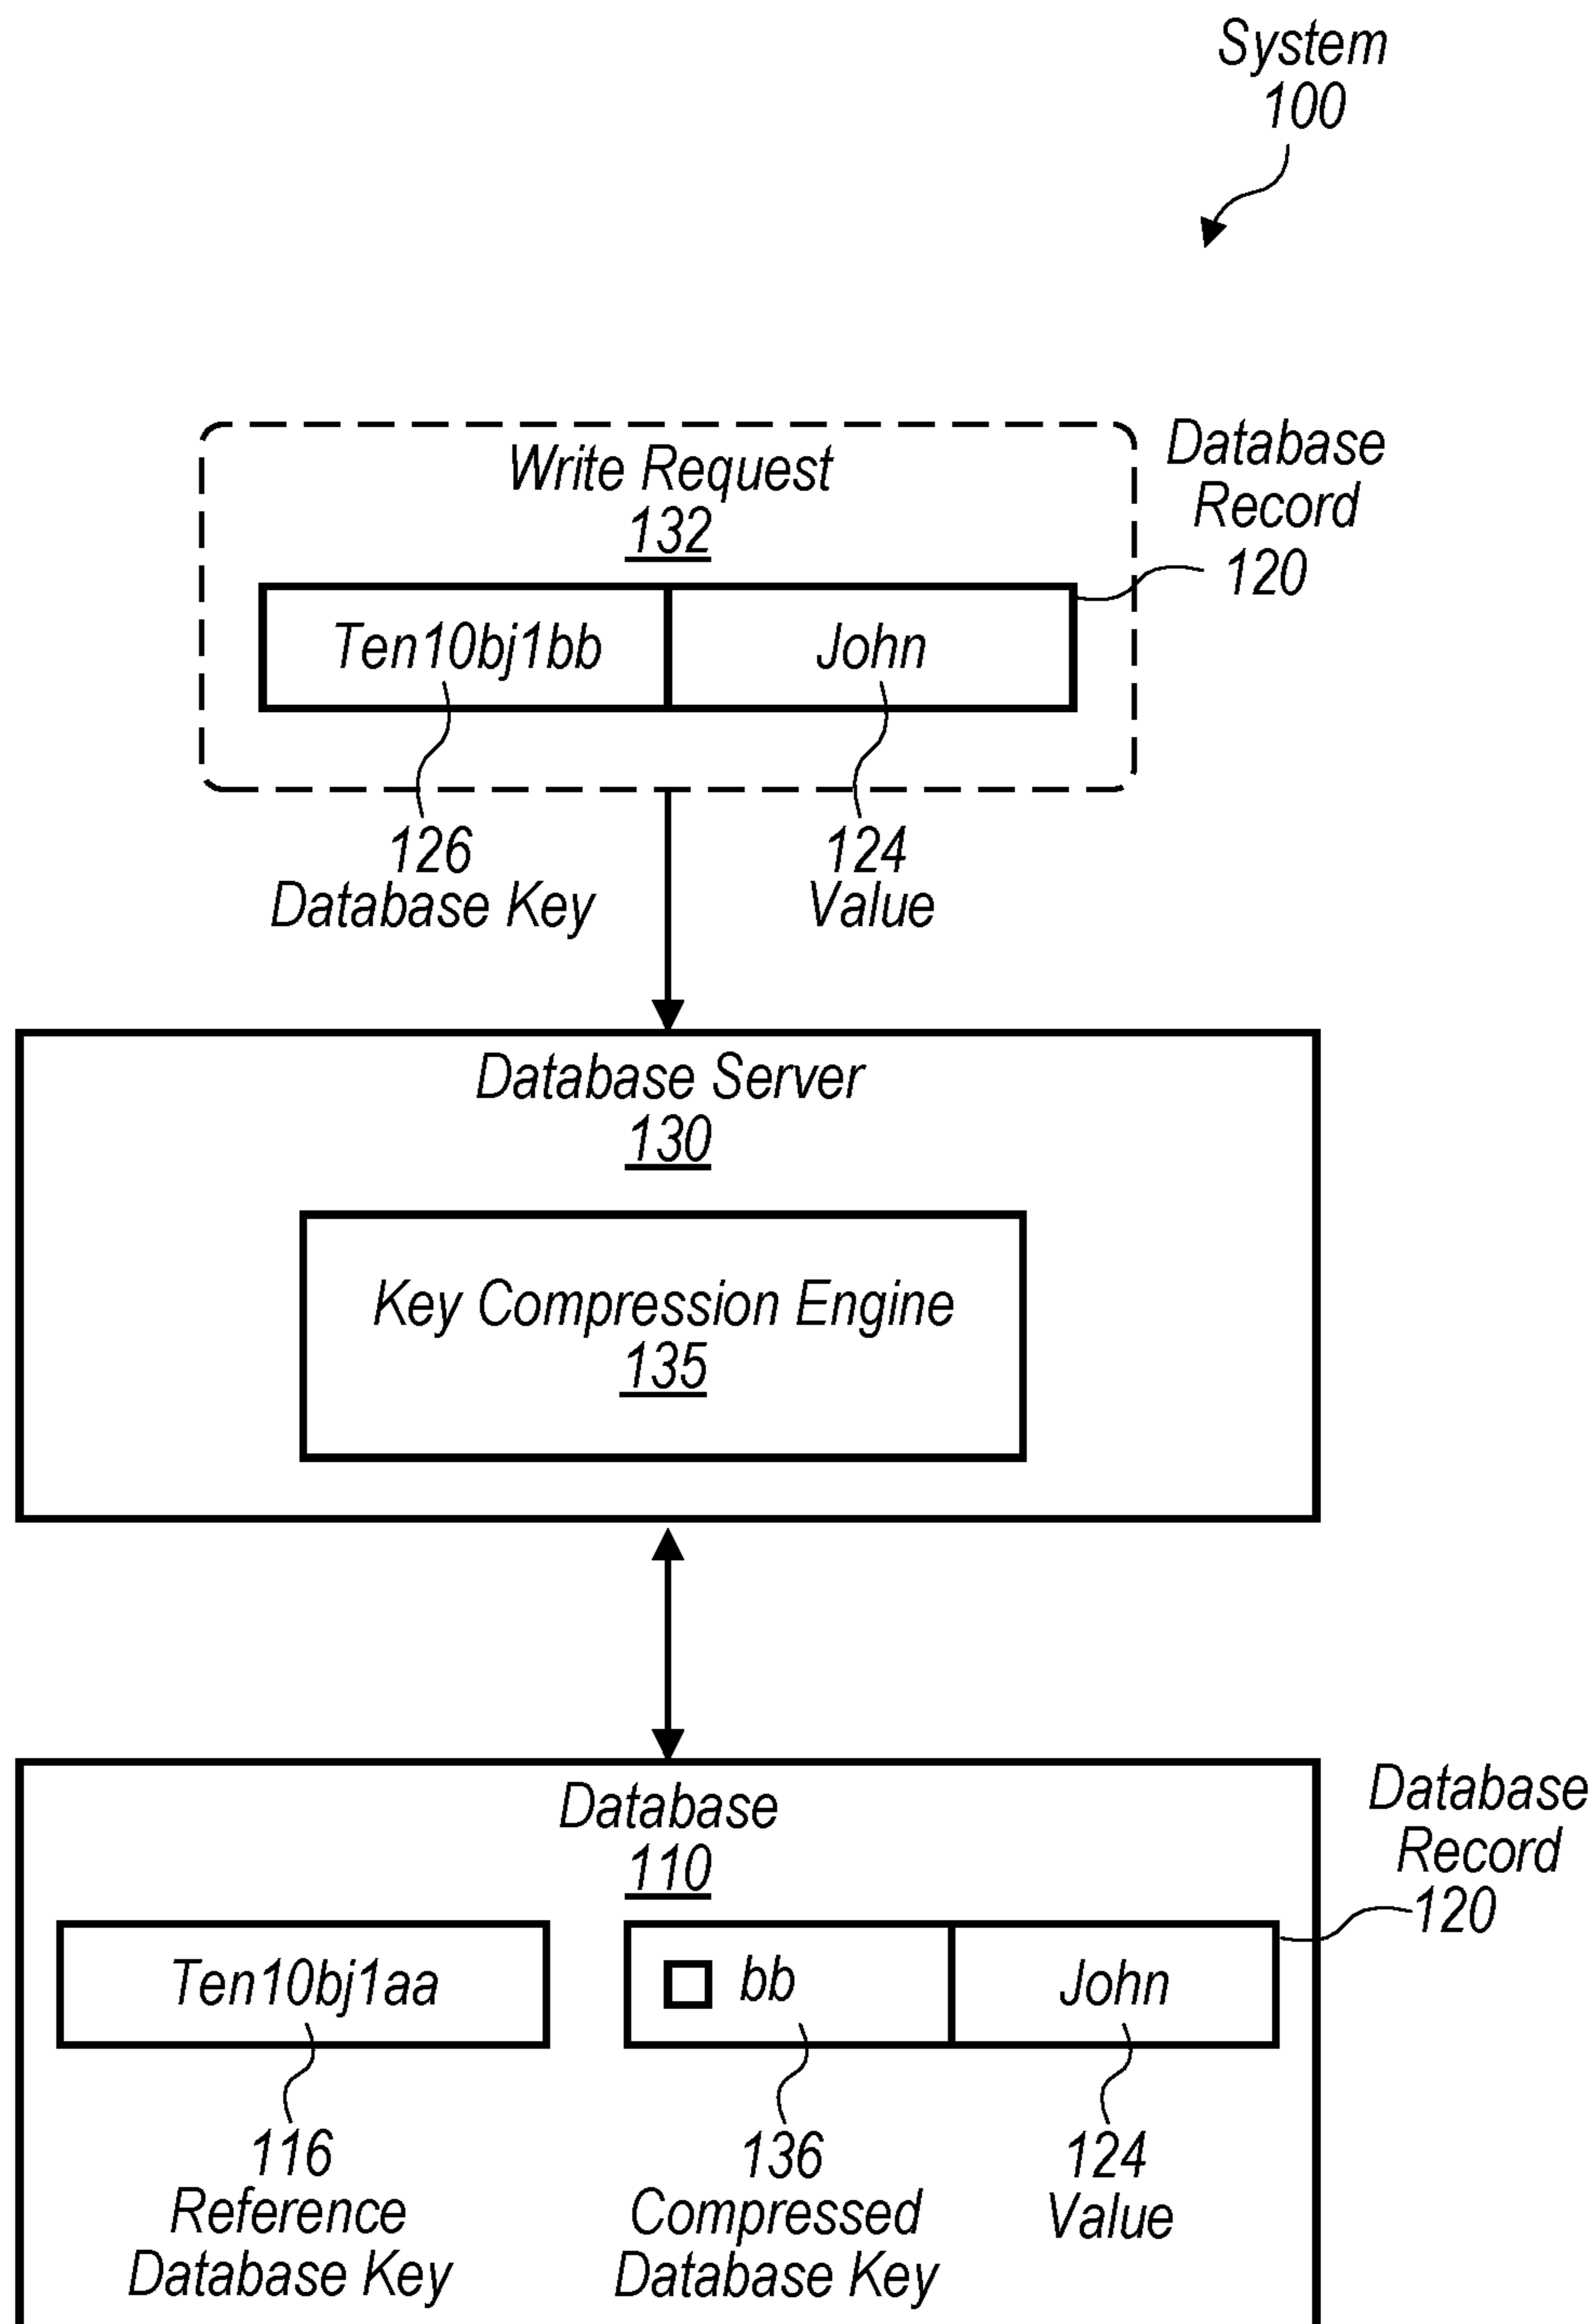 System
100
Write Request
132
Database
Record
120
Ten10bj1bb
John
126
Database Key
124
Value
Database Server
130
Key Compression Engine
135
Database
110
Database
Record
120
Ten10bj1aa
bb
John
116
Reference
Database Key
136
Compressed
Database Key
124
Value